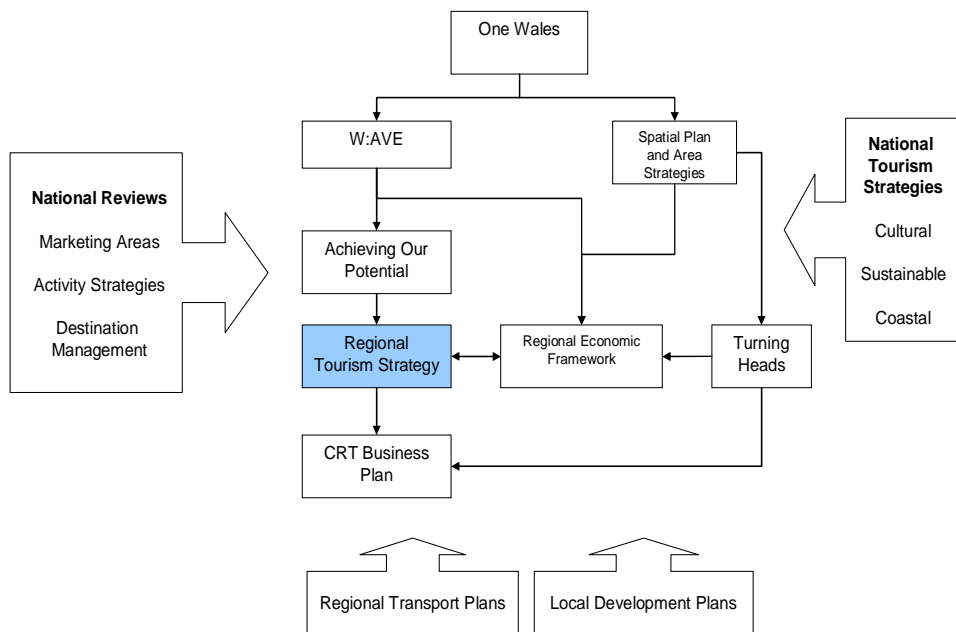 One Wales
W:AVE
Spatial Plan
and Area
Strategies
National
Tourism
Strategies
Cultural
Sustainable
Coastal
National Reviews
Marketing Areas
Activity Strategies
Destination
Management
Achieving Our
Potential
Regional
Tourism Strategy
Regional Economic
Framework
Turning
Heads
CRT Business
Plan
Regional Transport Plans
Local Development Plans